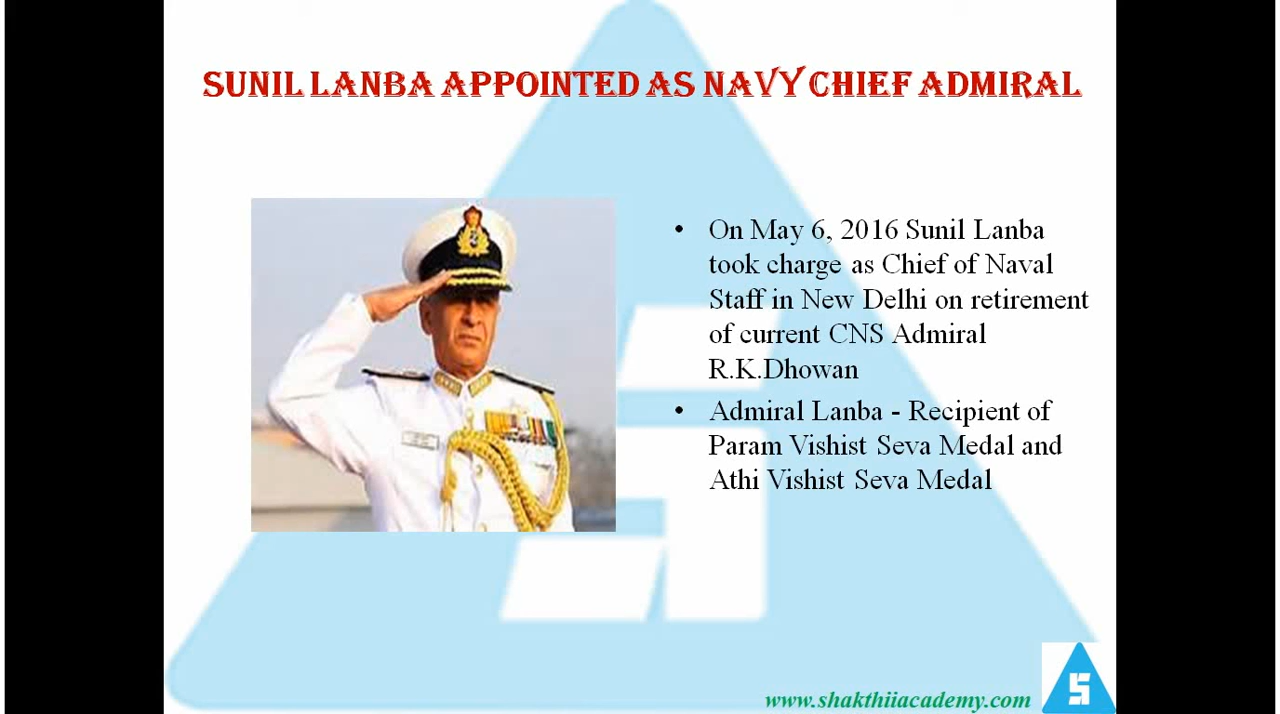 SUNIL LANBA APPOINTED AS NAVY CHIEF ADMIRAL
• On May 6, 2016 Sunil Lanba
took charge as Chief of Naval
Staff in New Delhi on retirement
of current CNS Admiral
R.K.Dhowan
• Admiral Lanba - Recipient of
Param Vishist Seva Medal and
Athi Vishist Seva Medal
www.shakthiiacademy.com